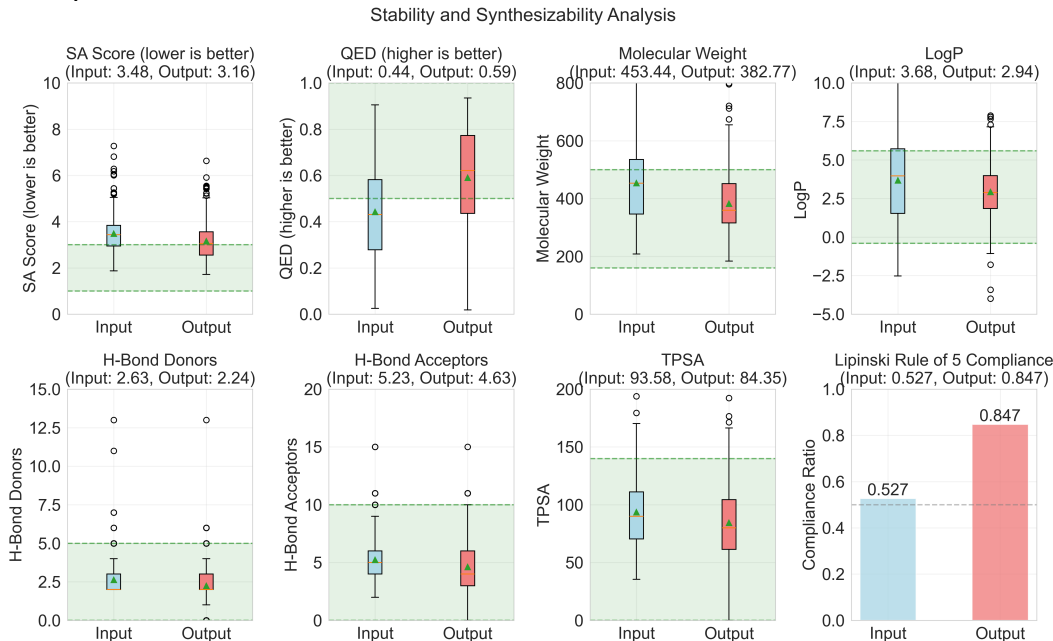 Stability and Synthesizability Analysis
SA Score (lower is better)
(Input: 3.48, Output: 3.16)
SA Score (lower is better)
10
8
6
4
2
0
Input
Output
QED (higher is better)
(Input: 0.44, Output: 0.59)
QED (higher is better)
1.0
0.8
0.6
0.4
0.2
0.0
Input
Output
Molecular Weight
(Input: 453.44, Output: 382.77)
Molecular Weight
800
600
400
200
0
Input
Output
LogP
(Input: 3.68, Output: 2.94)
LogP
10.0
7.5
5.0
2.5
0.0
−2.5
−5.0
Input
Output
H-Bond Donors
(Input: 2.63, Output: 2.24)
H-Bond Donors
15.0
12.5
10.0
7.5
5.0
2.5
0.0
Input
Output
H-Bond Acceptors
(Input: 5.23, Output: 4.63)
H-Bond Acceptors
20
15
10
5
0
Input
Output
TPSA
(Input: 93.58, Output: 84.35)
TPSA
200
150
100
50
0
Input
Output
Lipinski Rule of 5 Compliance
(Input: 0.527, Output: 0.847)
Compliance Ratio
1.0
0.8
0.6
0.4
0.2
0.0
0.527
0.847
Input
Output